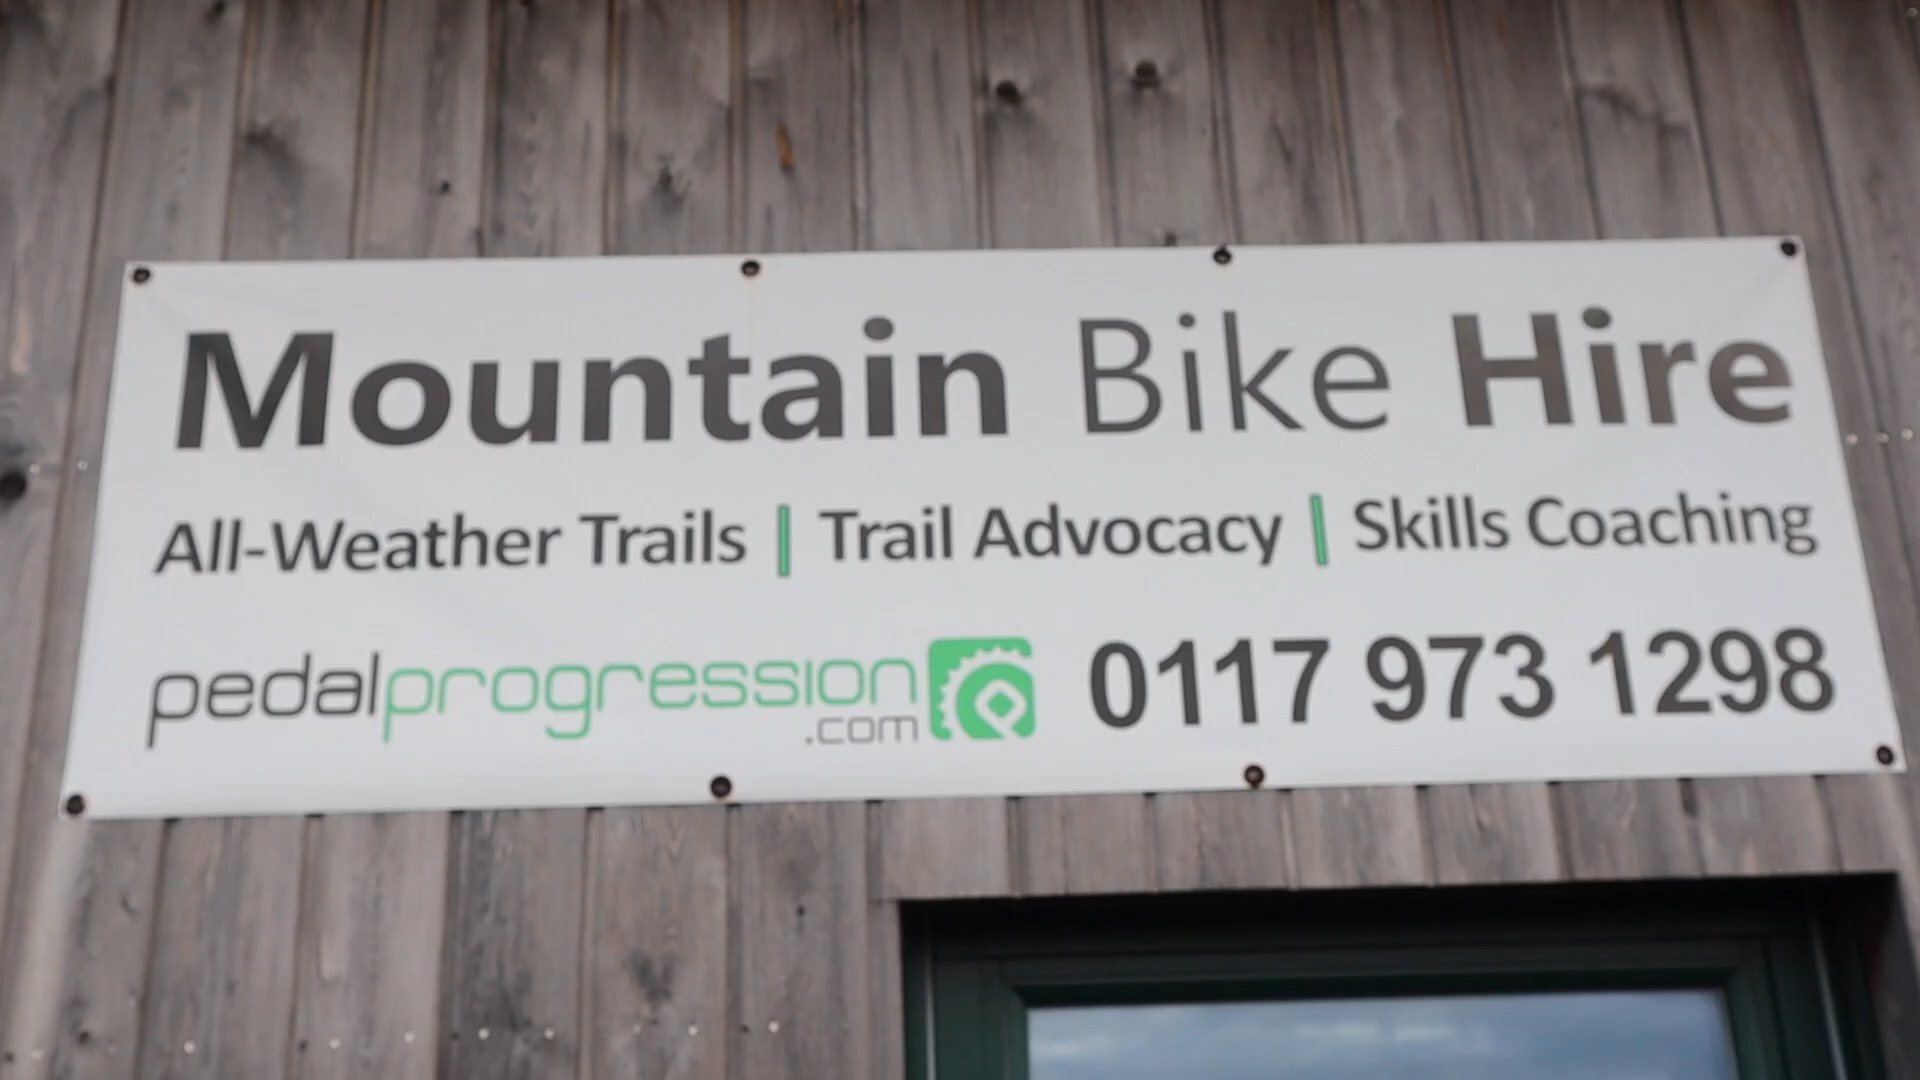 Mountain Bike Hire
All-Weather Trails | Trail Advocacy | Skills Coaching
pedalprogression.com 0117 973 1298